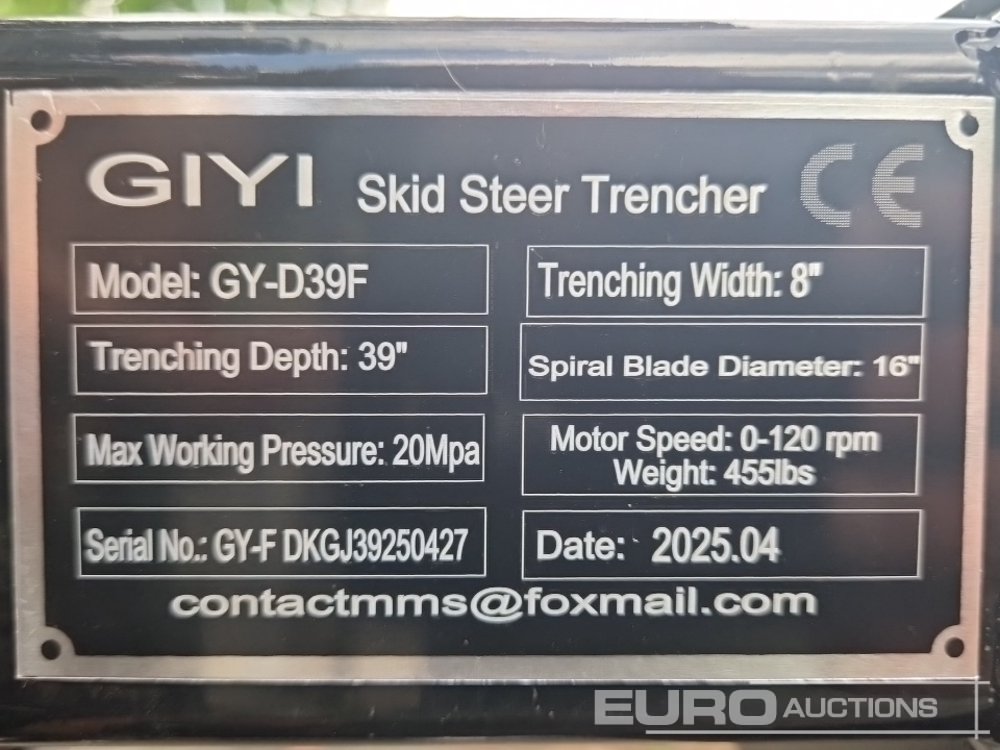 GIYI Skid Steer Trencher CE
Model: GY-D39F
Trenching Width: 8"
Trenching Depth: 39"
Spiral Blade Diameter: 16"
Max Working Pressure: 20Mpa
Motor Speed: 0-120 rpm
Weight: 455lbs
Serial No.: GY-F DKGJ39250427
Date: 2025.04
contactmms@foxmail.com
EURO AUCTIONS